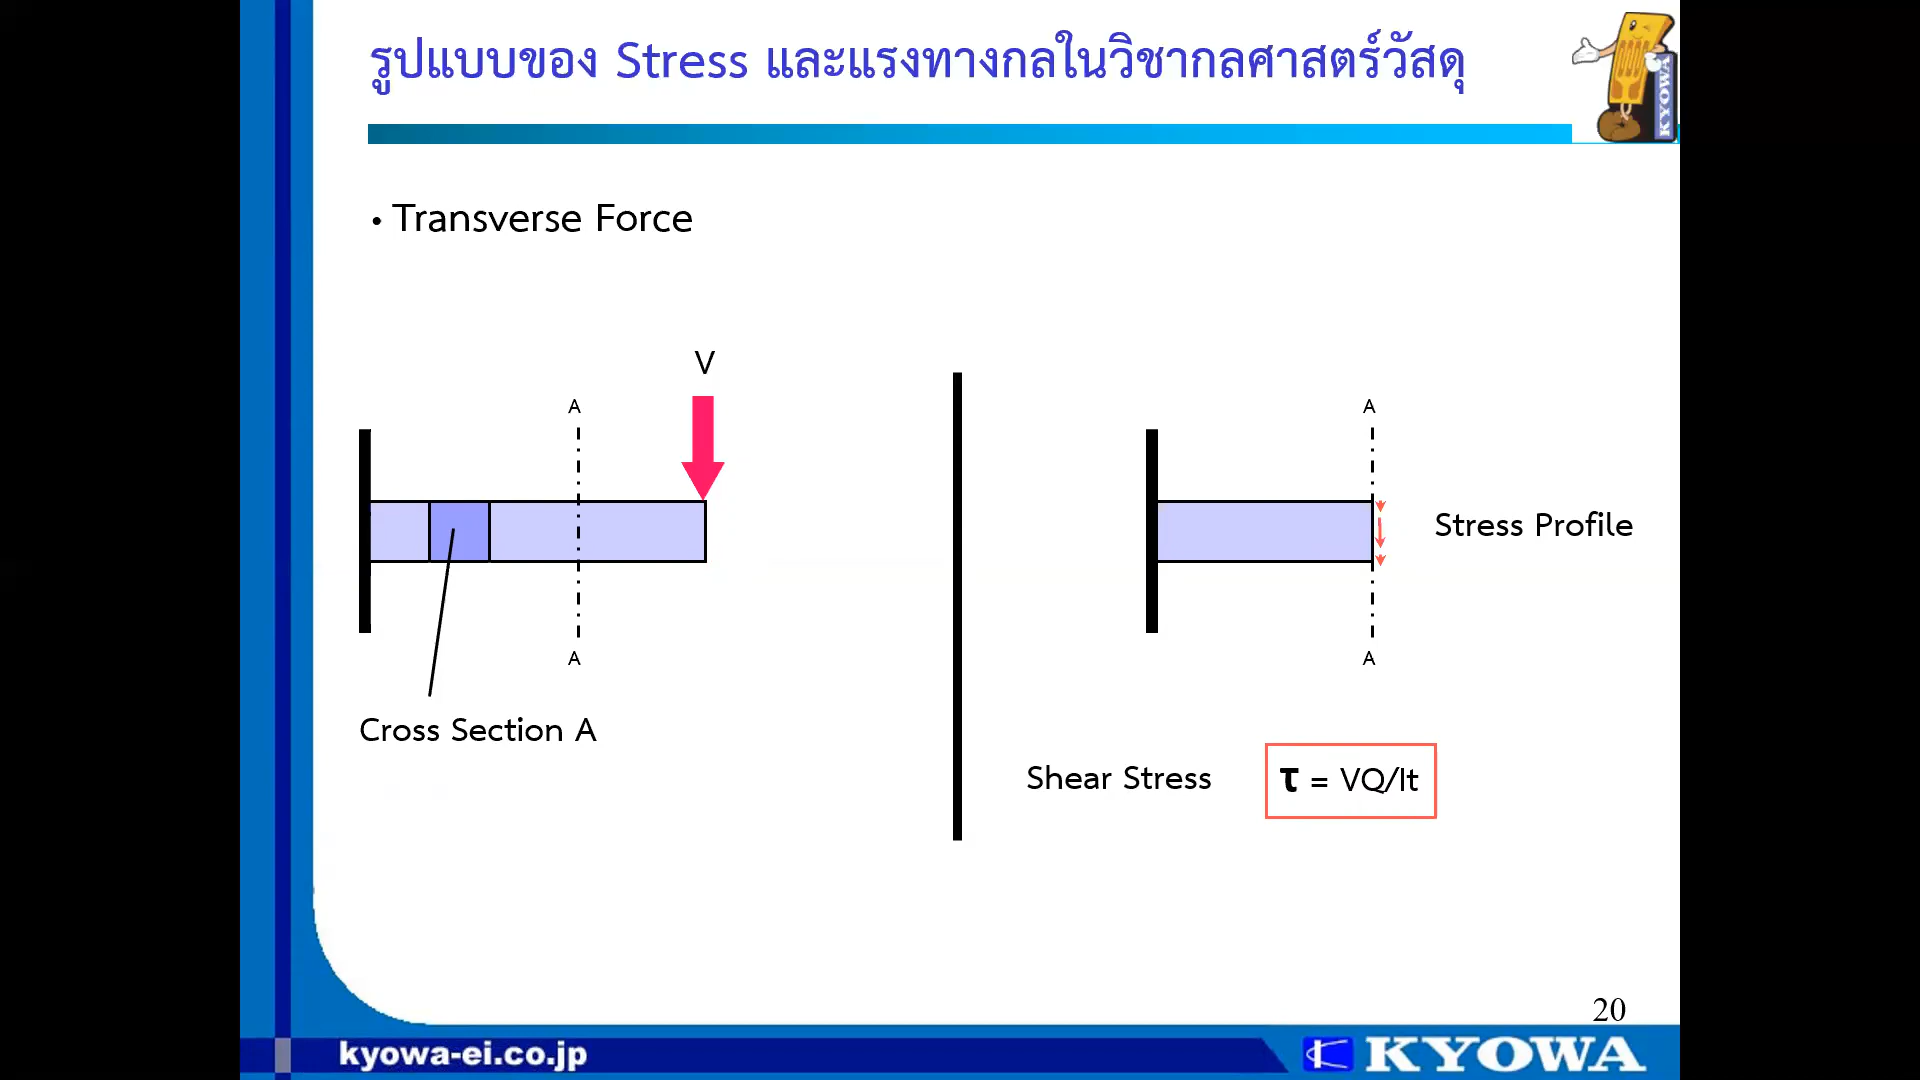 รูปแบบของ Stress และแรงทางกลในวิชากลศาสตร์วัสดุ
KYOWA
• Transverse Force
V
A
A
Cross Section A
A
Stress Profile
A
Shear Stress
τ = VQ/It
20
kyowa-ei.co.jp
KYOWA